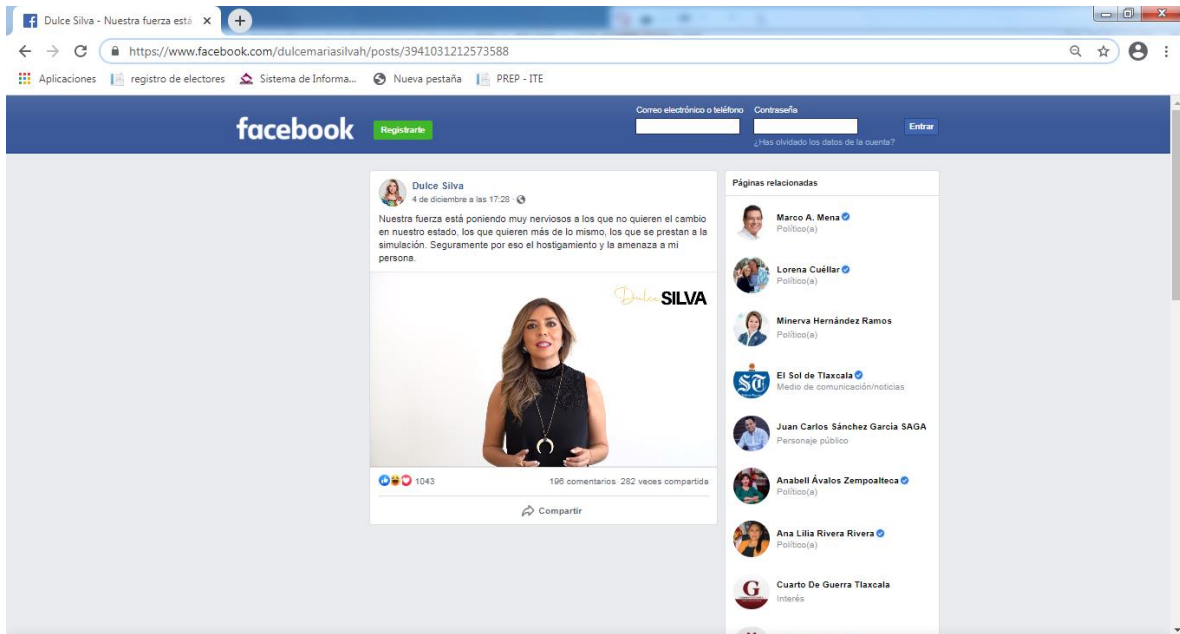 Dulce Silva - Nuestra fuerza está
https://www.facebook.com/dulcemariasilvah/posts/3941031212573588
Aplicaciones registro de electores Sistema de Informa... Nueva pestaña PREP - ITE
facebook
Registrarte
Correo electrónico o teléfono Contraseña
Entrar
¿Has olvidado los datos de la cuenta?
Dulce Silva
4 de diciembre a las 17:28 ·
Nuestra fuerza está poniendo muy nerviosos a los que no quieren el cambio
en nuestro estado, los que quieren más de lo mismo, los que se prestan a la
simulación. Seguramente por eso el hostigamiento y la amenaza a mi
persona.
Dulce SILVA
1043 196 comentarios 282 veces compartida
Compartir
Páginas relacionadas
Marco A. Mena
Político(a)
Lorena Cuéllar
Político(a)
Minerva Hernández Ramos
Político(a)
ST
El Sol de Tlaxcala
Medio de comunicación/noticias
Juan Carlos Sánchez García SAGA
Personaje público
Anabell Ávalos Zempoalteca
Político(a)
Ana Lilia Rivera Rivera
Político(a)
G
Cuarto De Guerra Tlaxcala
Interés